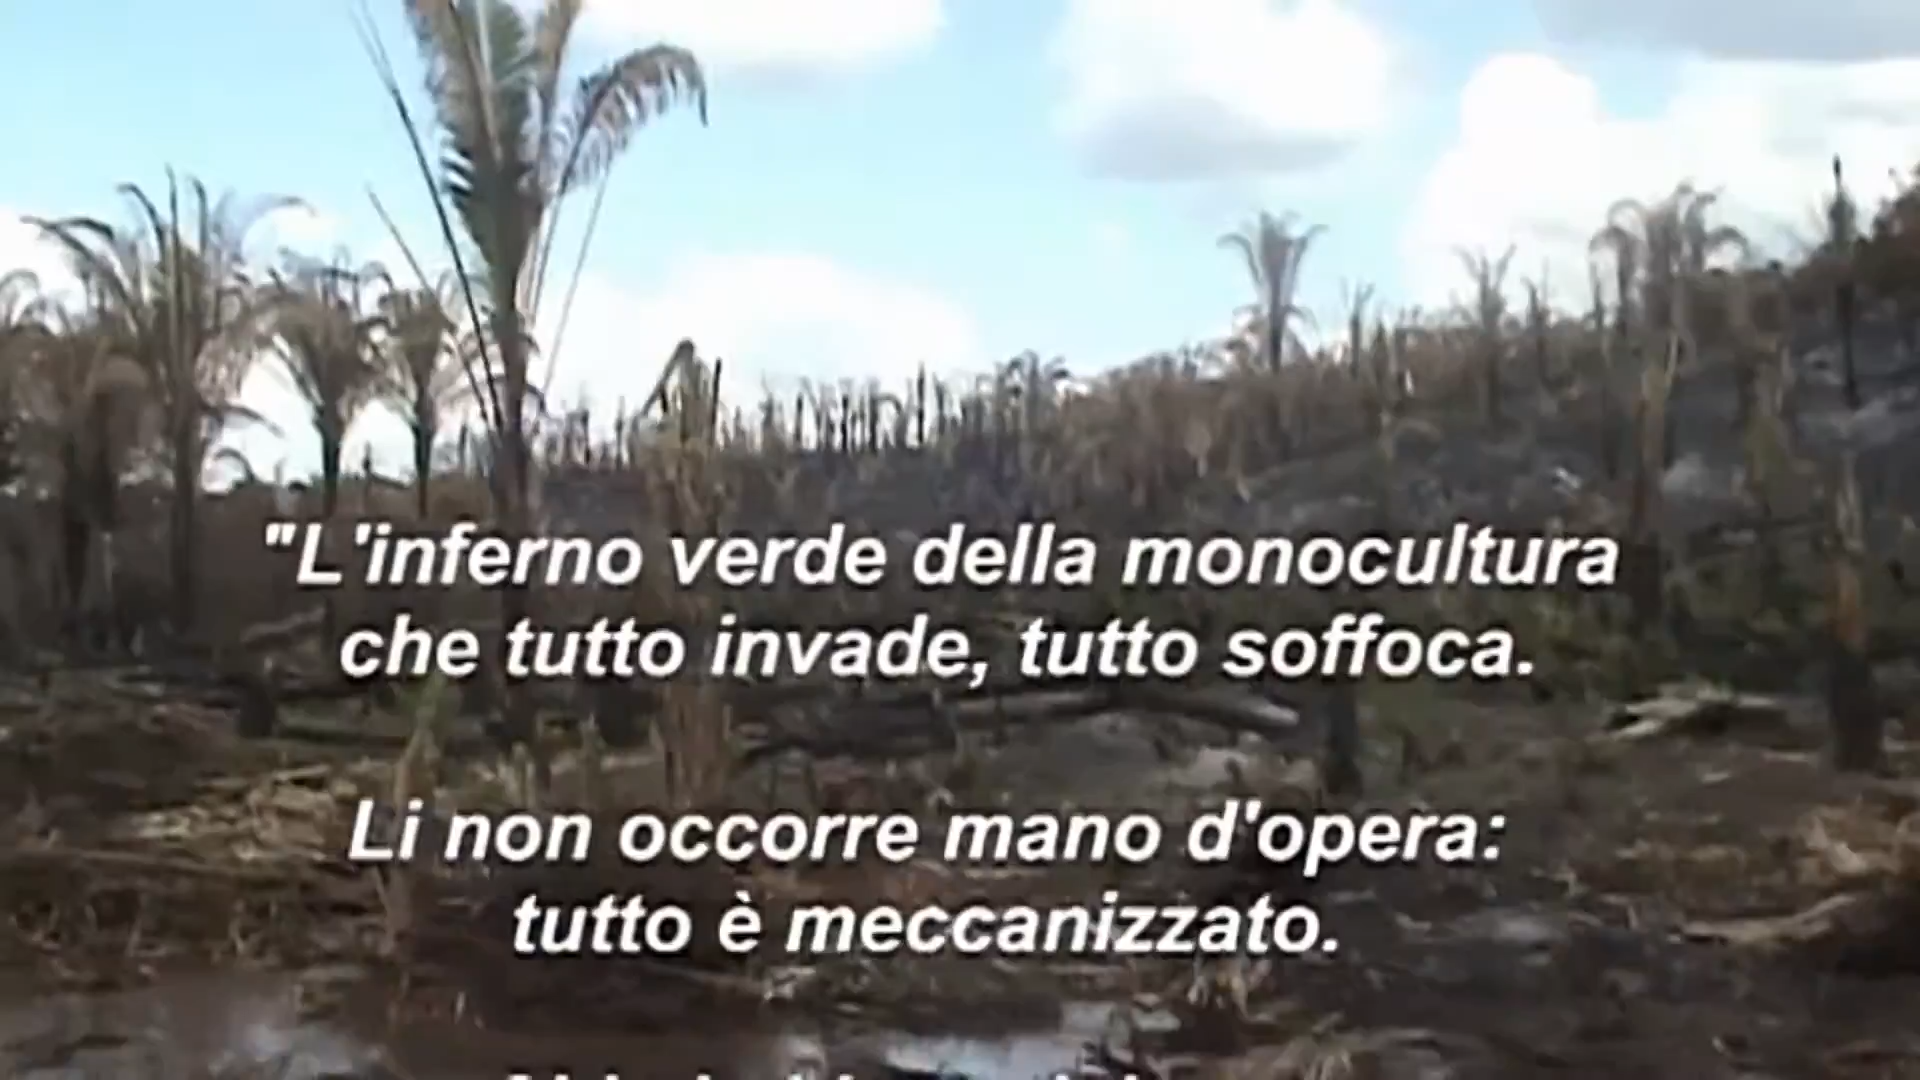 "L'inferno verde della monocultura
che tutto invade, tutto soffoca.
Li non occorre mano d'opera:
tutto è meccanizzato.